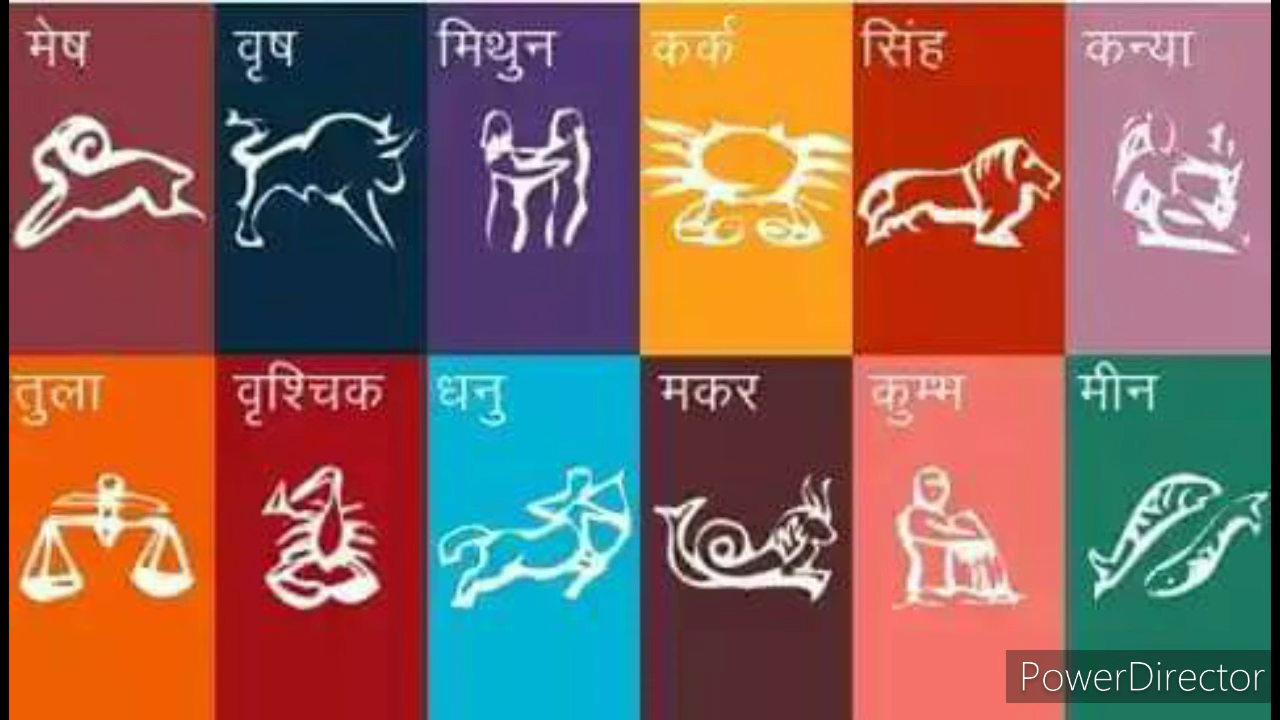 मेष वृष मिथुन कर्क सिंह कन्या
तुला वृश्चिक धनु मकर कुम्भ मीन
PowerDirector